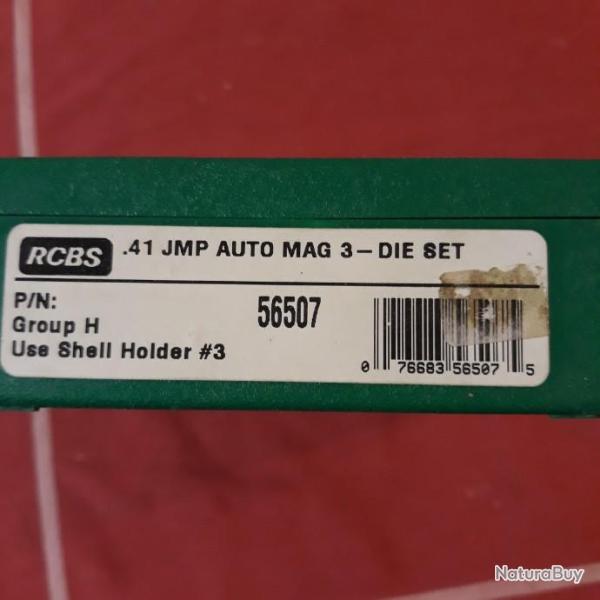 RCBS .41 JMP AUTO MAG 3-DIE SET
P/N: 56507
Group H
Use Shell Holder #3
0 76683 56507 5
NaturaBuy